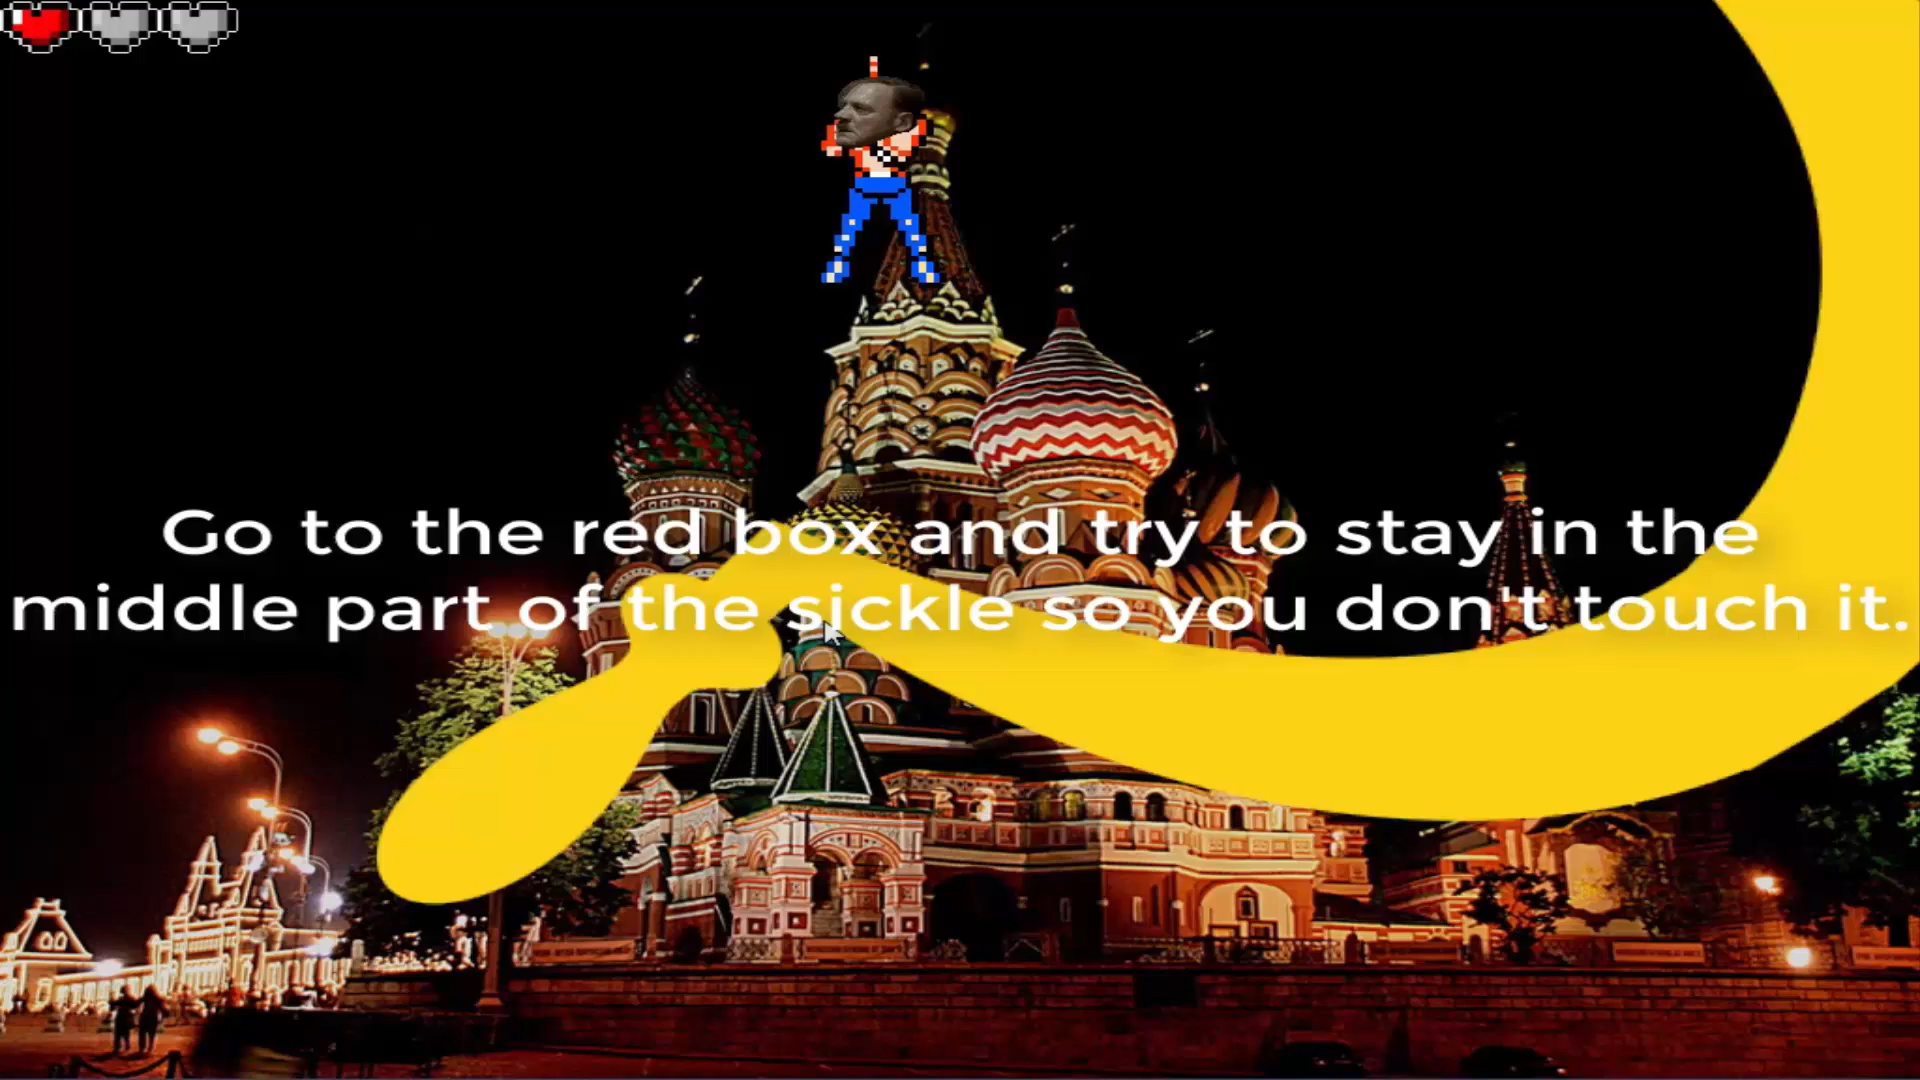 Go to the red box and try to stay in the
middle part of the sickle so you don't touch it.